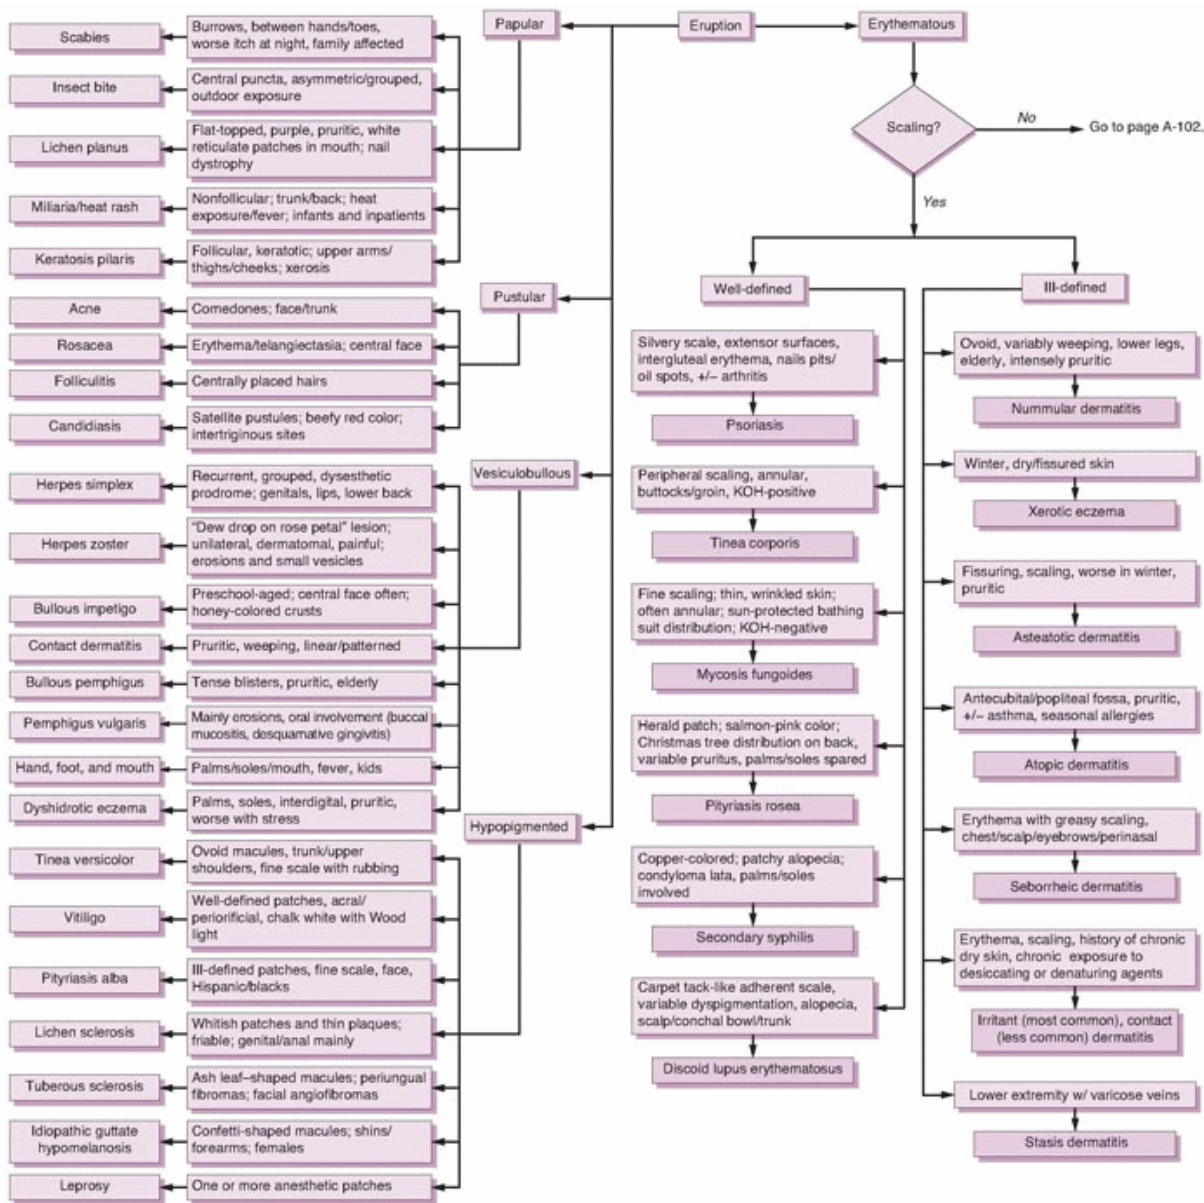 Eruption
Erythematous
Scaling?
No
Go to page A-102.
Yes
Papular
Scabies
Burrows, between hands/toes,
worse itch at night, family affected
Insect bite
Central puncta, asymmetric/grouped,
outdoor exposure
Lichen planus
Flat-topped, purple, pruritic, white
reticulate patches in mouth; nail
dystrophy
Miliaria/heat rash
Nonfollicular; trunk/back; heat
exposure/fever; infants and inpatients
Keratosis pilaris
Follicular, keratotic; upper arms/
thighs/cheeks; xerosis
Pustular
Acne
Comedones; face/trunk
Rosacea
Erythema/telangiectasia; central face
Folliculitis
Centrally placed hairs
Candidiasis
Satellite pustules; beefy red color;
intertriginous sites
Vesiculobullous
Herpes simplex
Recurrent, grouped, dysesthetic
prodrome; genitals, lips, lower back
Herpes zoster
“Dew drop on rose petal” lesion;
unilateral, dermatomal, painful;
erosions and small vesicles
Bullous impetigo
Preschool-aged; central face often;
honey-colored crusts
Contact dermatitis
Pruritic, weeping, linear/patterned
Bullous pemphigus
Tense blisters, pruritic, elderly
Pemphigus vulgaris
Mainly erosions, oral involvement (buccal
mucositis, desquamative gingivitis)
Hand, foot, and mouth
Palms/soles/mouth, fever, kids
Dyshidrotic eczema
Palms, soles, interdigital, pruritic,
worse with stress
Hypopigmented
Tinea versicolor
Ovoid macules, trunk/upper
shoulders, fine scale with rubbing
Vitiligo
Well-defined patches, acral/
periorificial, chalk white with Wood
light
Pityriasis alba
Ill-defined patches, fine scale, face,
Hispanic/blacks
Lichen sclerosis
Whitish patches and thin plaques;
friable; genital/anal mainly
Tuberous sclerosis
Ash leaf–shaped macules; periungual
fibromas; facial angiofibromas
Idiopathic guttate
hypomelanosis
Confetti-shaped macules; shins/
forearms; females
Leprosy
One or more anesthetic patches
Well-defined
Silvery scale, extensor surfaces,
intergluteal erythema, nails pits/
oil spots, +/– arthritis
Psoriasis
Peripheral scaling, annular,
buttocks/groin, KOH-positive
Tinea corporis
Fine scaling; thin, wrinkled skin;
often annular; sun-protected bathing
suit distribution; KOH-negative
Mycosis fungoides
Herald patch; salmon-pink color;
Christmas tree distribution on back,
variable pruritus, palms/soles spared
Pityriasis rosea
Copper-colored; patchy alopecia;
condyloma lata, palms/soles
involved
Secondary syphilis
Carpet tack-like adherent scale,
variable dyspigmentation, alopecia,
scalp/conchal bowl/trunk
Discoid lupus erythematosus
Ill-defined
Ovoid, variably weeping, lower legs,
elderly, intensely pruritic
Nummular dermatitis
Winter, dry/fissured skin
Xerotic eczema
Fissuring, scaling, worse in winter,
pruritic
Asteatotic dermatitis
Antecubital/popliteal fossa, pruritic,
+/– asthma, seasonal allergies
Atopic dermatitis
Erythema with greasy scaling,
chest/scalp/eyebrows/perinasal
Seborrheic dermatitis
Erythema, scaling, history of chronic
dry skin, chronic exposure to
desiccating or denaturing agents
Irritant (most common), contact
(less common) dermatitis
Lower extremity w/ varicose veins
Stasis dermatitis